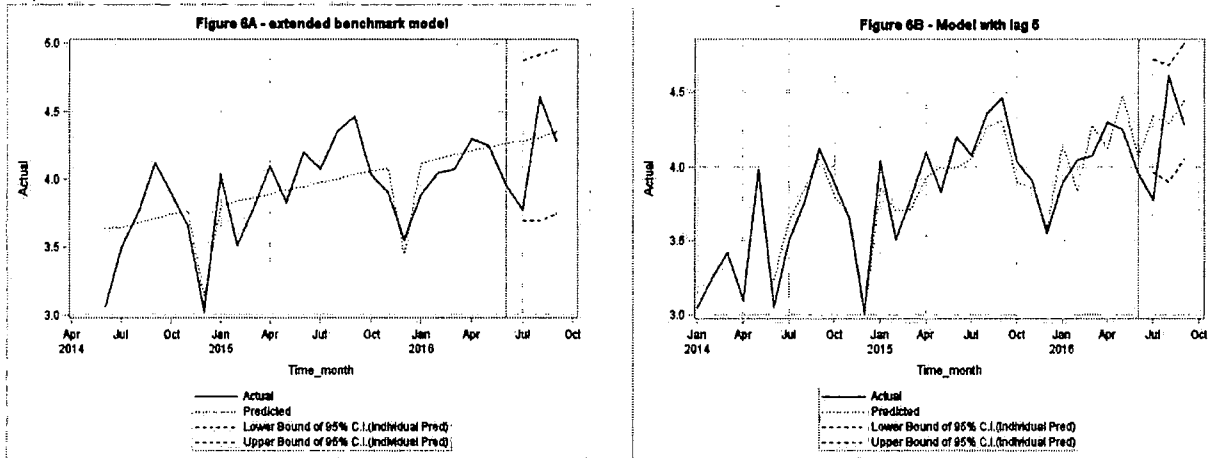 Figure 6A - extended benchmark model
5.0
4.5
4.0
3.5
3.0
Actual
Apr Jul Oct Jan Apr Jul Oct Jan Apr Jul Oct
2014 2015 2016
Time_month
Actual
Predicted
Lower Bound of 95% C.I.(Individual Pred)
Upper Bound of 95% C.I.(Individual Pred)
Figure 6B - Model with lag 6
4.5
4.0
3.5
3.0
Actual
Jan Apr Jul Oct Jan Apr Jul Oct Jan Apr Jul Oct
2014 2015 2016
Time_month
Actual
Predicted
Lower Bound of 95% C.I.(Individual Pred)
Upper Bound of 95% C.I.(Individual Pred)